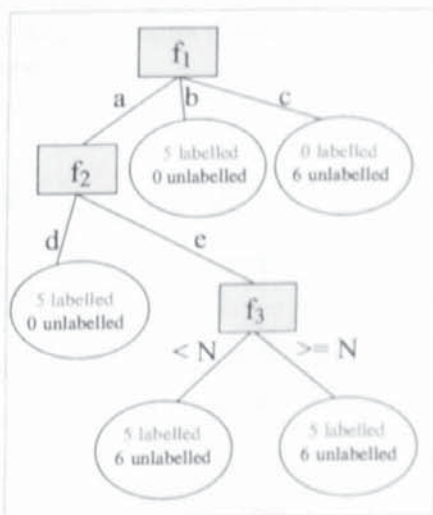 f1
a b c
5 labelled
0 unlabelled
0 labelled
6 unlabelled
f2
d e
5 labelled
0 unlabelled
f3
< N >= N
5 labelled
6 unlabelled
5 labelled
6 unlabelled